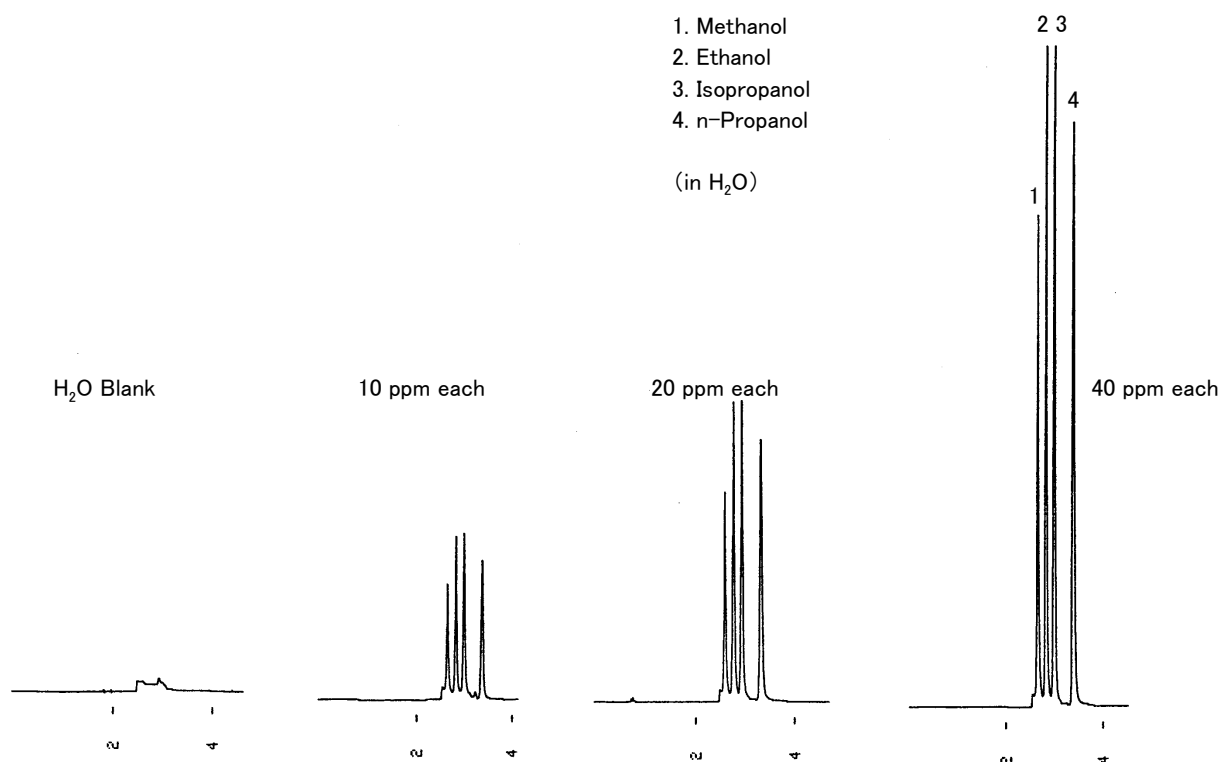 1. Methanol
2. Ethanol
3. Isopropanol
4. n-Propanol
(in H₂O)
2 3
4
1
H₂O Blank
10 ppm each
20 ppm each
40 ppm each
2 4
2 4
2 4
2 4